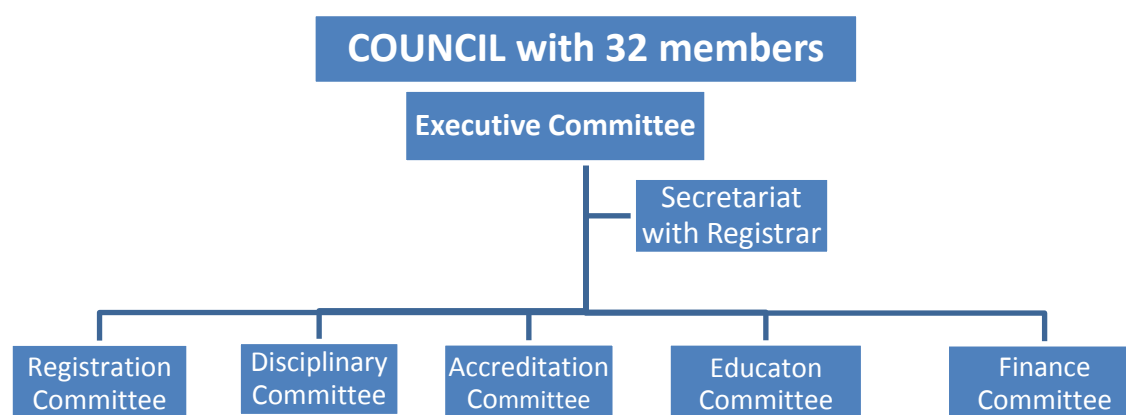 COUNCIL with 32 members
Executive Committee
Secretariat
with Registrar
Registration
Committee
Disciplinary
Committee
Accreditation
Committee
Educaton
Committee
Finance
Committee